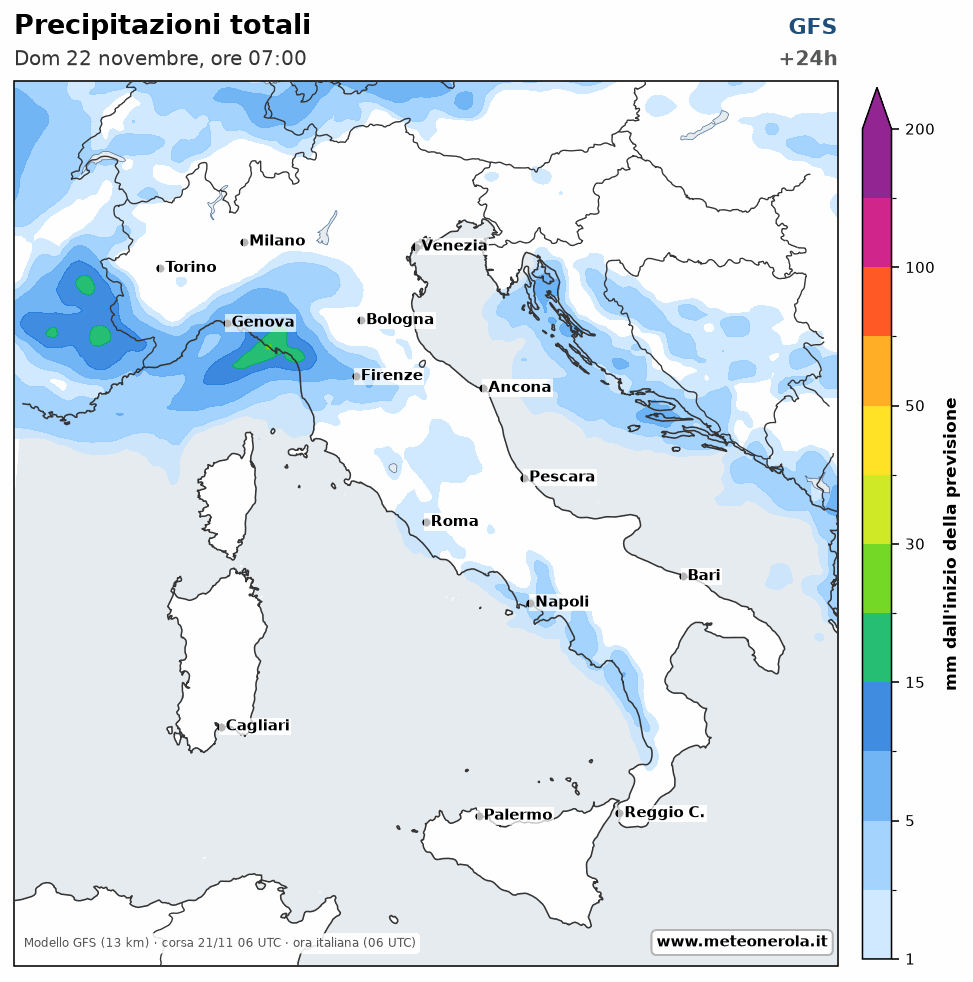 Precipitazioni totali
GFS
Dom 22 novembre, ore 07:00
+24h
200
100
50
30
15
5
1
mm dall'inizio della previsione
Milano
Venezia
Torino
Genova
Bologna
Firenze
Ancona
Pescara
Roma
Bari
Napoli
Cagliari
Palermo
Reggio C.
Modello GFS (13 km) · corsa 21/11 06 UTC · ora italiana (06 UTC)
www.meteonerola.it